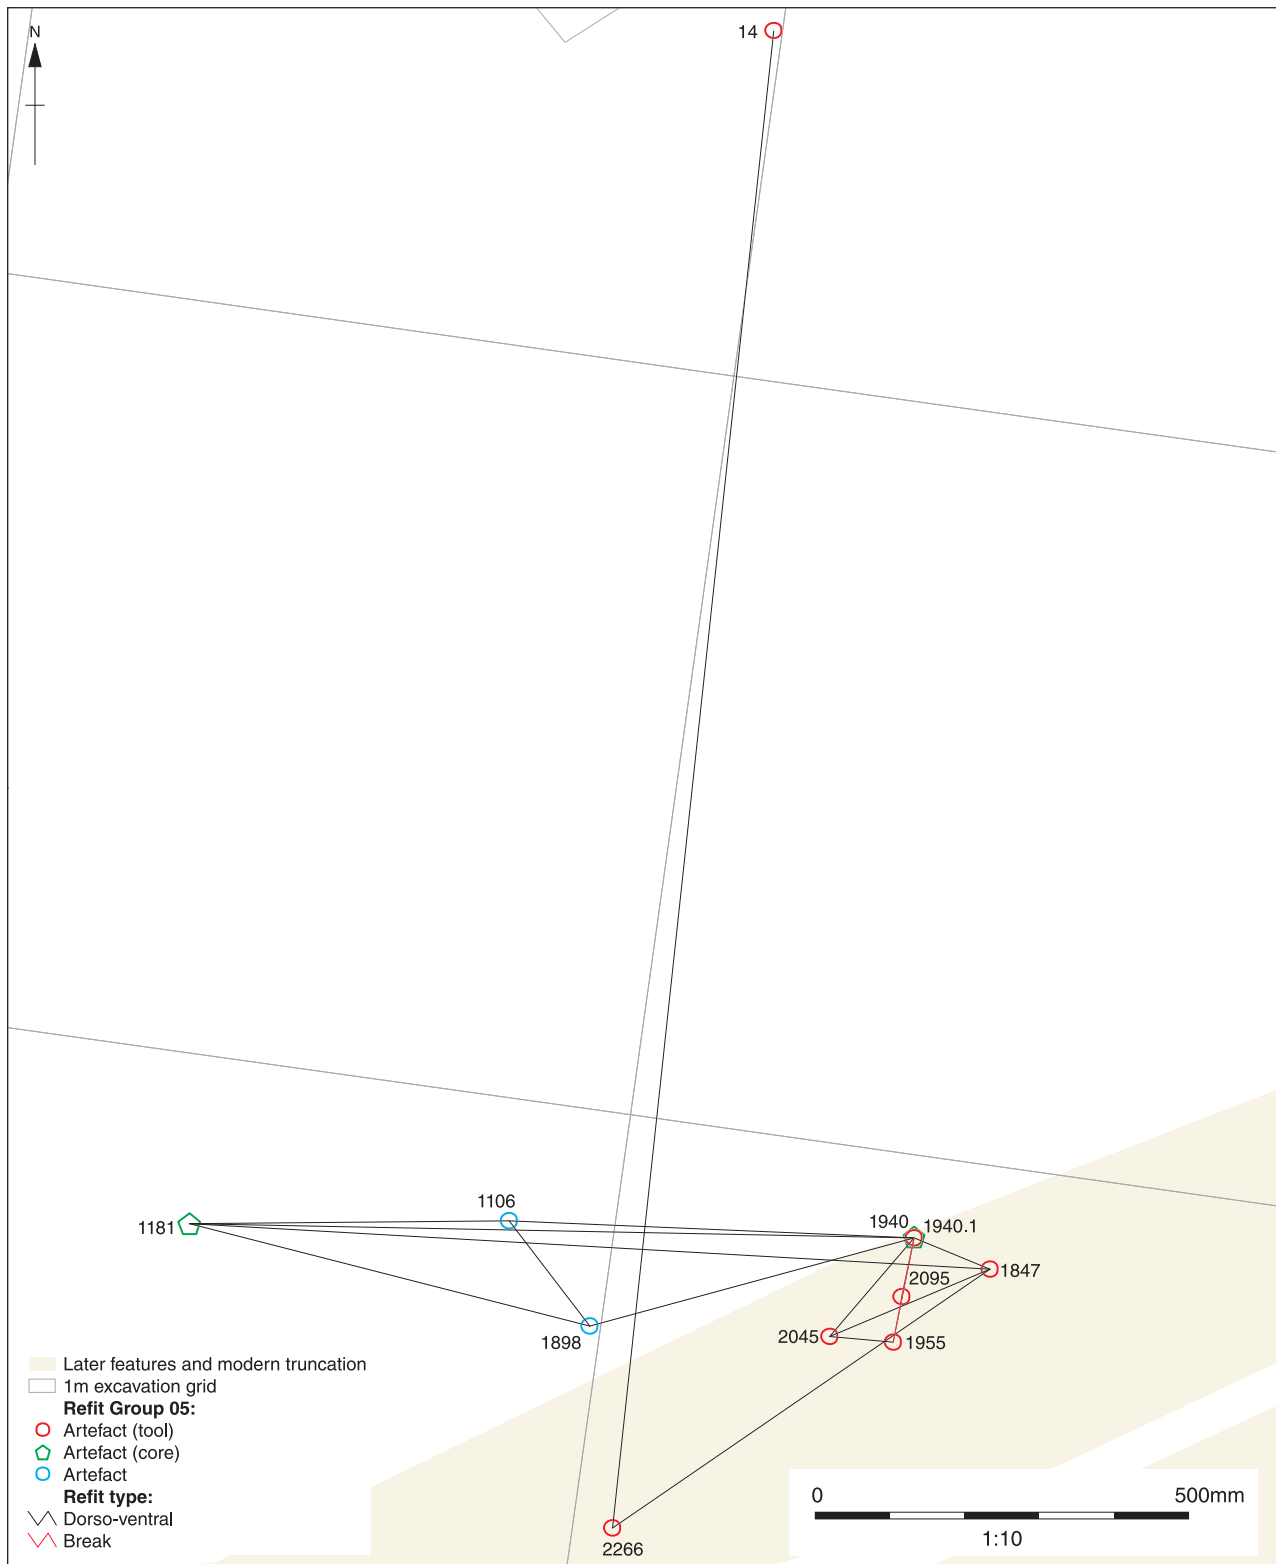 N
14
1106
1181
1940
1940.1
1847
2095
2045
1955
1898
2266
Later features and modern truncation
1m excavation grid
Refit Group 05:
Artefact (tool)
Artefact (core)
Artefact
Refit type:
Dorso-ventral
Break
0 500mm
1:10